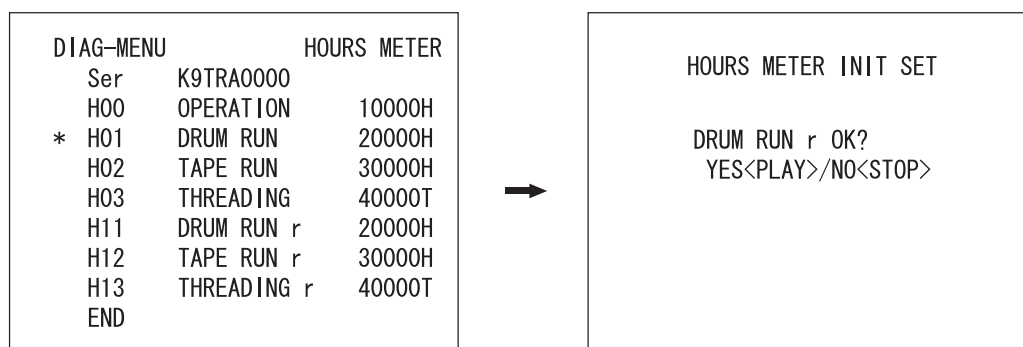 DIAG-MENU HOURS METER
Ser K9TRA0000
H00 OPERATION 10000H
* H01 DRUM RUN 20000H
H02 TAPE RUN 30000H
H03 THREADING 40000T
H11 DRUM RUN r 20000H
H12 TAPE RUN r 30000H
H13 THREADING r 40000T
END
HOURS METER INIT SET
DRUM RUN r OK?
YES<PLAY>/NO<STOP>